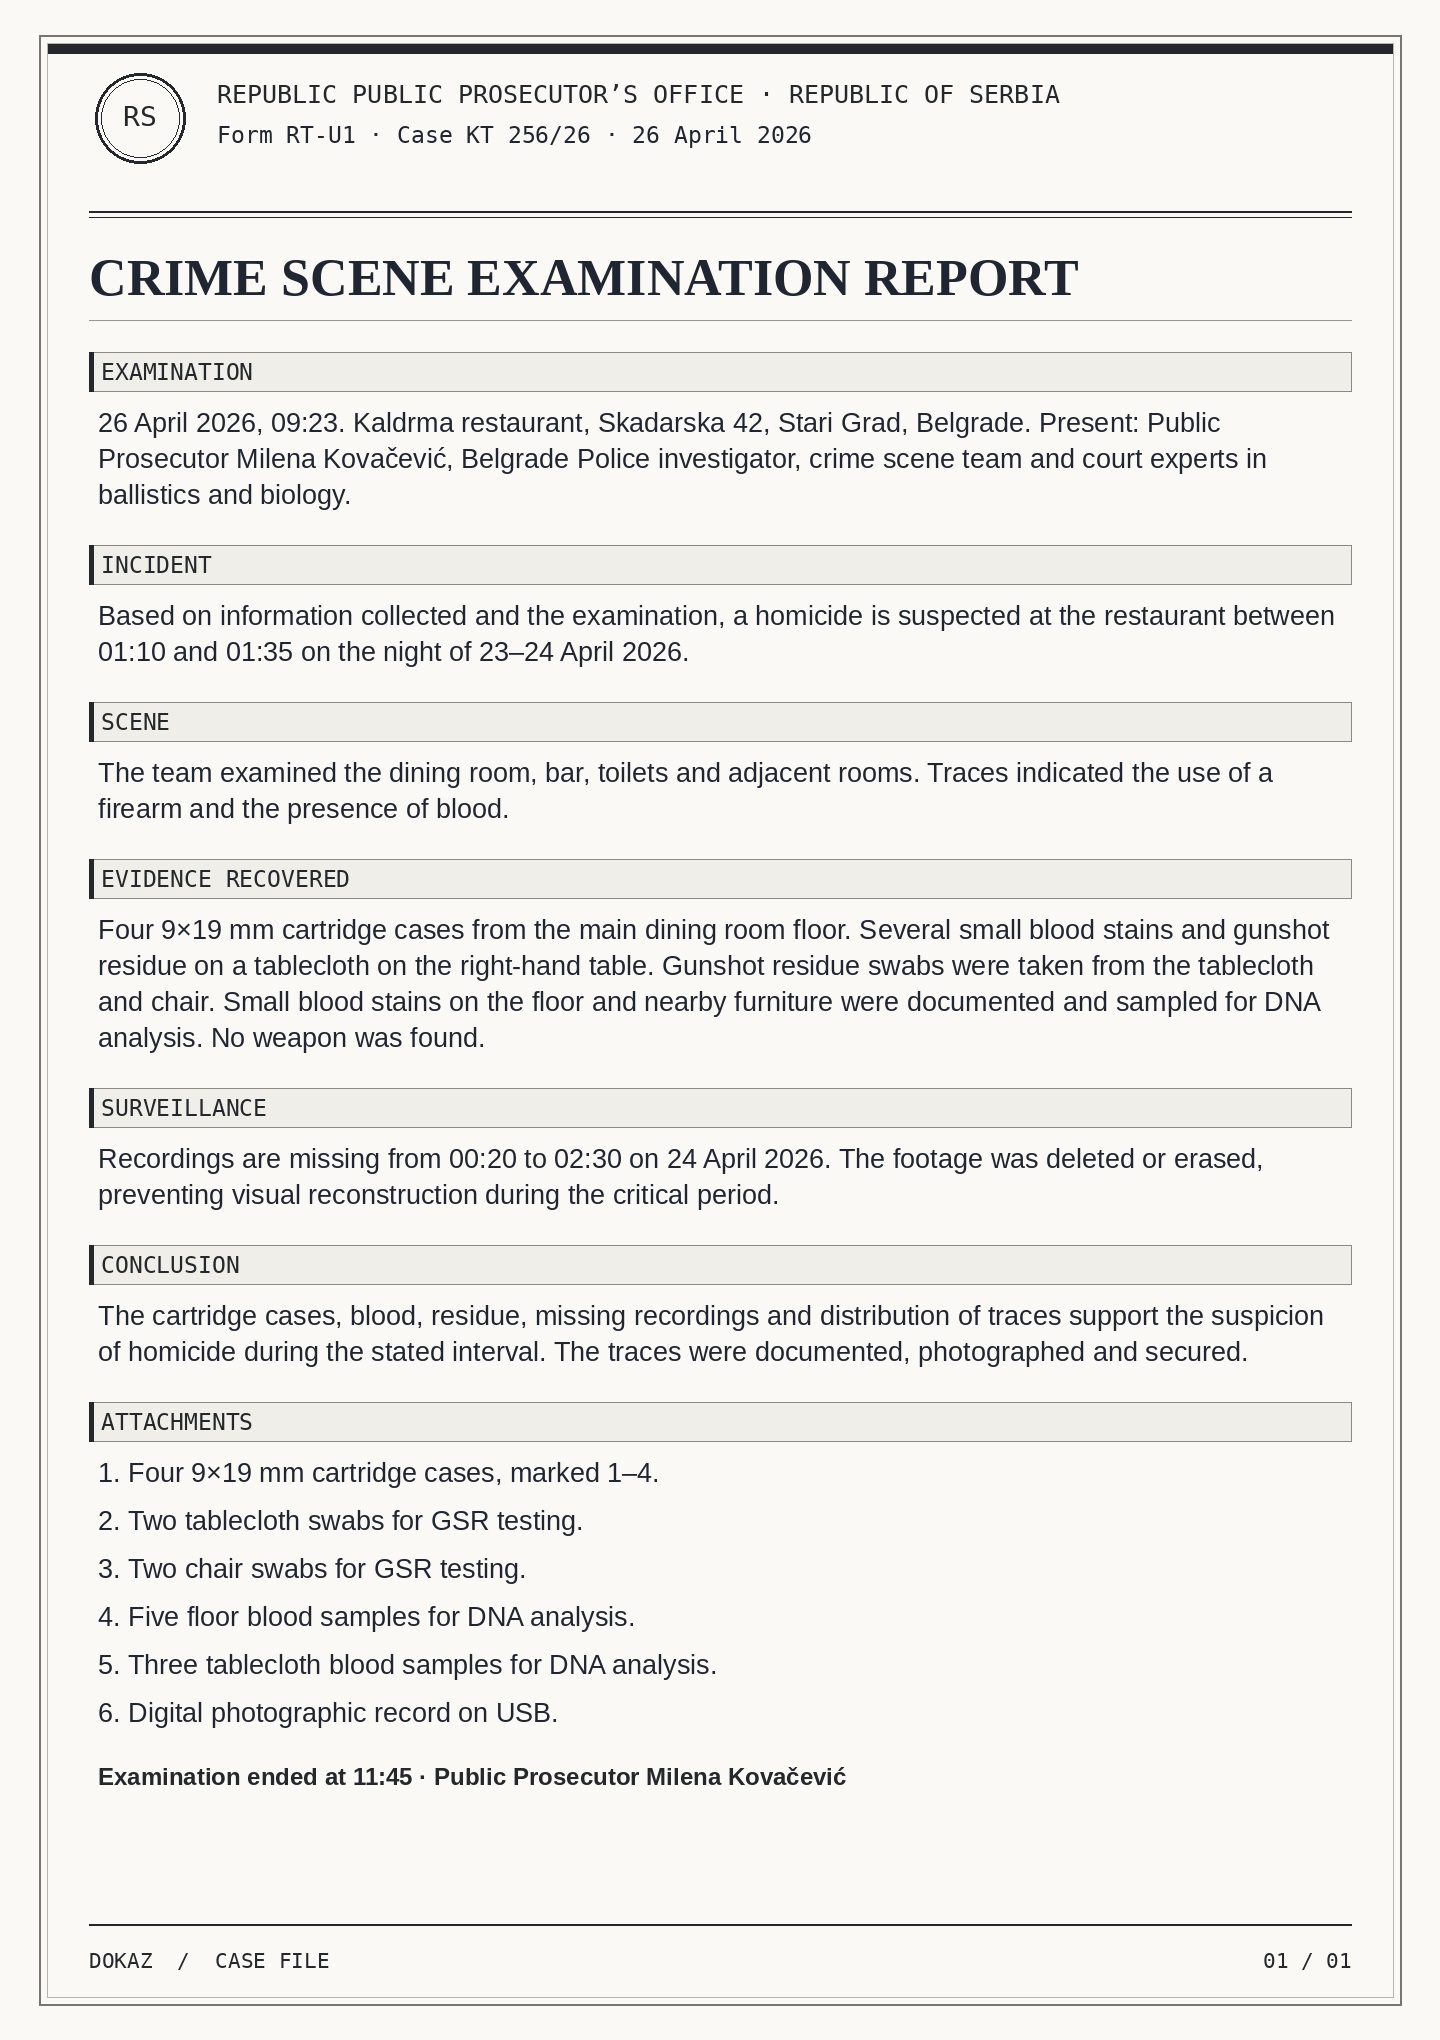 RS
REPUBLIC PUBLIC PROSECUTOR’S OFFICE · REPUBLIC OF SERBIA
Form RT-U1 · Case KT 256/26 · 26 April 2026
CRIME SCENE EXAMINATION REPORT
EXAMINATION
26 April 2026, 09:23. Kaldrma restaurant, Skadarska 42, Stari Grad, Belgrade. Present: Public
Prosecutor Milena Kovačević, Belgrade Police investigator, crime scene team and court experts in
ballistics and biology.
INCIDENT
Based on information collected and the examination, a homicide is suspected at the restaurant between
01:10 and 01:35 on the night of 23–24 April 2026.
SCENE
The team examined the dining room, bar, toilets and adjacent rooms. Traces indicated the use of a
firearm and the presence of blood.
EVIDENCE RECOVERED
Four 9×19 mm cartridge cases from the main dining room floor. Several small blood stains and gunshot
residue on a tablecloth on the right-hand table. Gunshot residue swabs were taken from the tablecloth
and chair. Small blood stains on the floor and nearby furniture were documented and sampled for DNA
analysis. No weapon was found.
SURVEILLANCE
Recordings are missing from 00:20 to 02:30 on 24 April 2026. The footage was deleted or erased,
preventing visual reconstruction during the critical period.
CONCLUSION
The cartridge cases, blood, residue, missing recordings and distribution of traces support the suspicion
of homicide during the stated interval. The traces were documented, photographed and secured.
ATTACHMENTS
1. Four 9×19 mm cartridge cases, marked 1–4.
2. Two tablecloth swabs for GSR testing.
3. Two chair swabs for GSR testing.
4. Five floor blood samples for DNA analysis.
5. Three tablecloth blood samples for DNA analysis.
6. Digital photographic record on USB.
Examination ended at 11:45 · Public Prosecutor Milena Kovačević
DOKAZ / CASE FILE
01 / 01